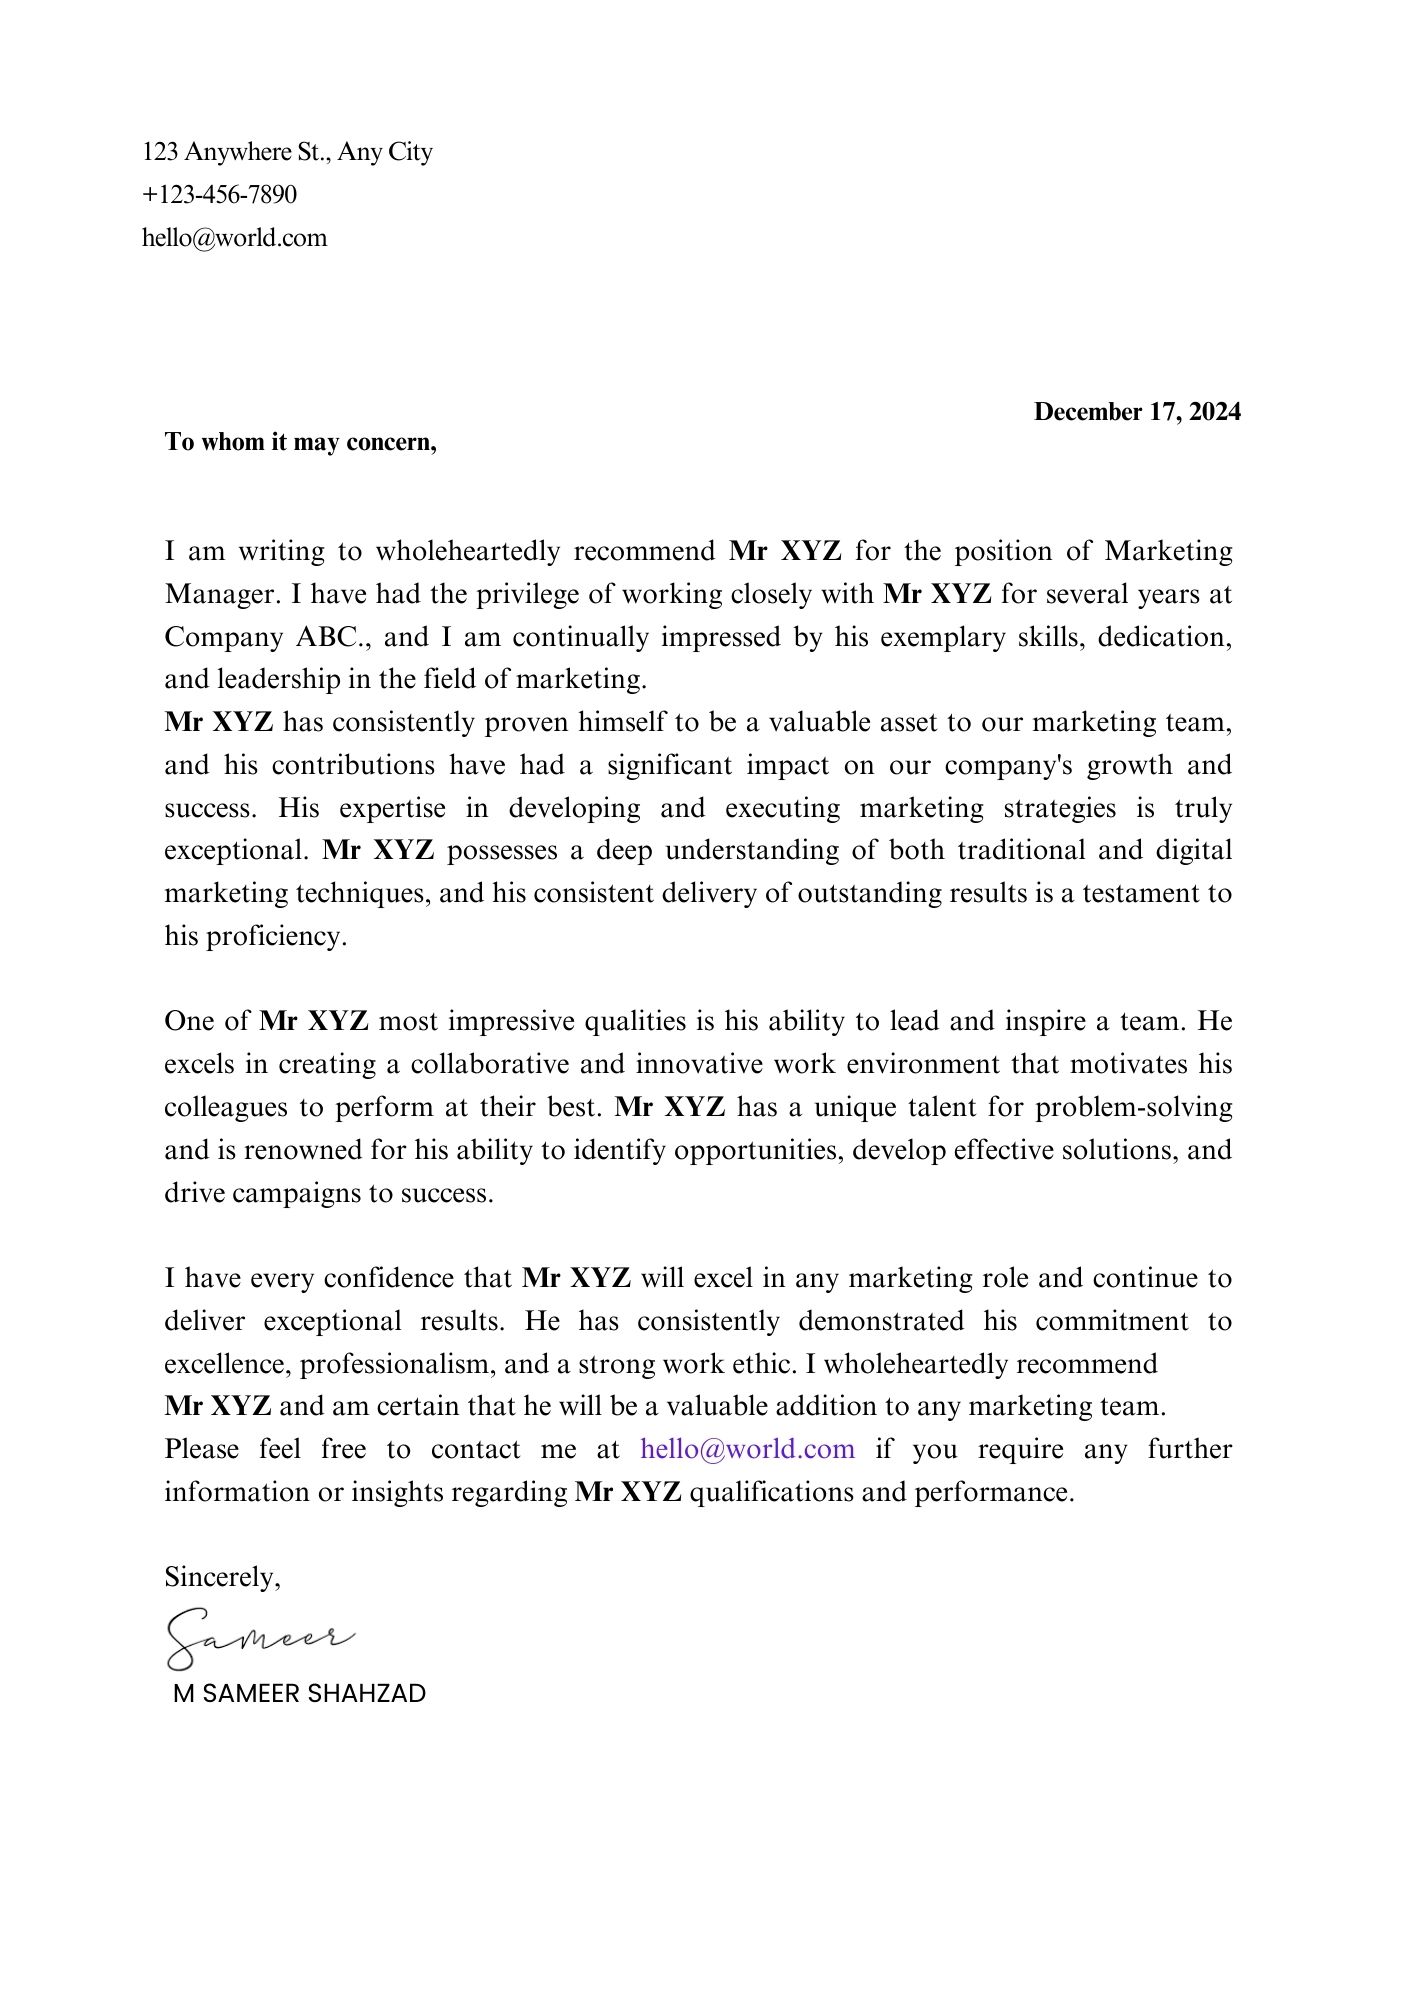 123 Anywhere St., Any City
+123-456-7890
hello@world.com
December 17, 2024
To whom it may concern,
I am writing to wholeheartedly recommend Mr XYZ for the position of Marketing
Manager. I have had the privilege of working closely with Mr XYZ for several years at
Company ABC., and I am continually impressed by his exemplary skills, dedication,
and leadership in the field of marketing.
Mr XYZ has consistently proven himself to be a valuable asset to our marketing team,
and his contributions have had a significant impact on our company's growth and
success. His expertise in developing and executing marketing strategies is truly
exceptional. Mr XYZ possesses a deep understanding of both traditional and digital
marketing techniques, and his consistent delivery of outstanding results is a testament to
his proficiency.
One of Mr XYZ most impressive qualities is his ability to lead and inspire a team. He
excels in creating a collaborative and innovative work environment that motivates his
colleagues to perform at their best. Mr XYZ has a unique talent for problem-solving
and is renowned for his ability to identify opportunities, develop effective solutions, and
drive campaigns to success.
I have every confidence that Mr XYZ will excel in any marketing role and continue to
deliver exceptional results. He has consistently demonstrated his commitment to
excellence, professionalism, and a strong work ethic. I wholeheartedly recommend
Mr XYZ and am certain that he will be a valuable addition to any marketing team.
Please feel free to contact me at hello@world.com if you require any further
information or insights regarding Mr XYZ qualifications and performance.
Sincerely,
Sameer
M SAMEER SHAHZAD